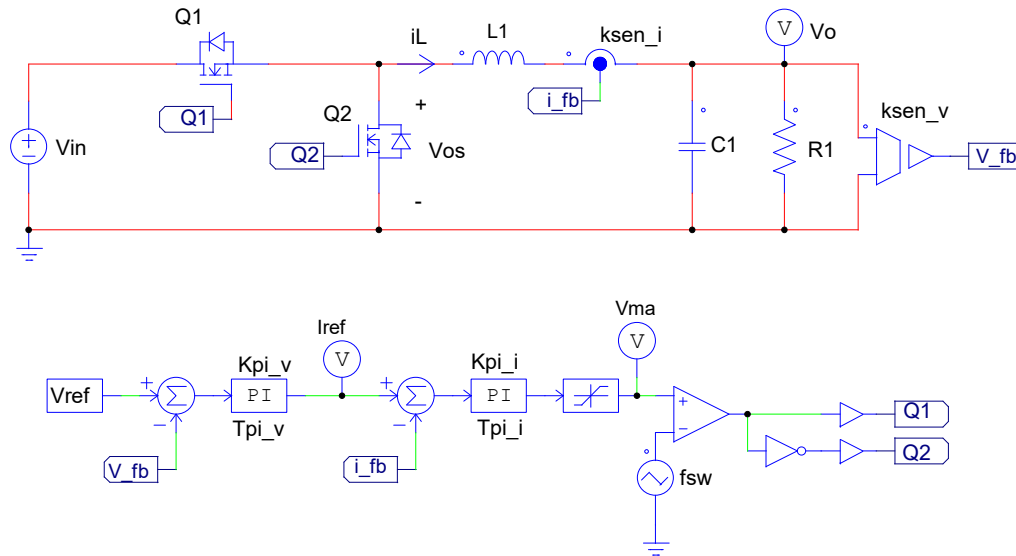 Q1
iL
L1
ksen_i
V
Vo
Q1
i_fb
Q2
ksen_v
Vin
Q2
+
Vos
-
C1
R1
V_fb
Vma
Iref
V
V
Kpi_v
Kpi_i
Vref
+
Σ
-
PI
+
Σ
-
PI
+
-
Q1
Tpi_v
Tpi_i
Q2
V_fb
i_fb
fsw